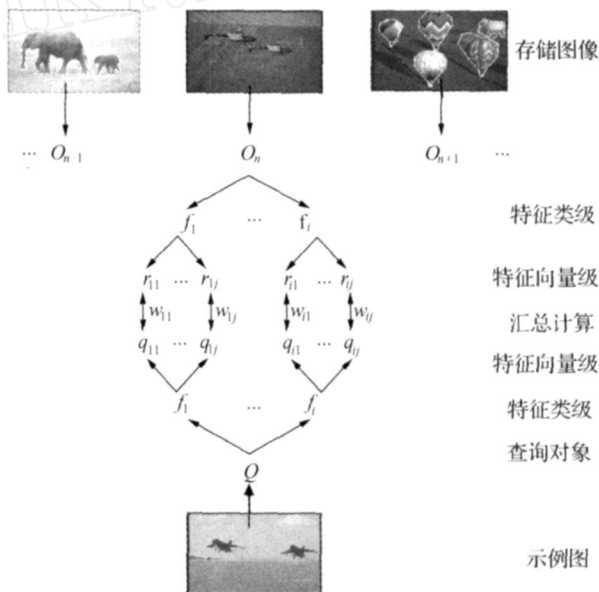 存储图像
... O_{n-1} O_n O_{n+1} ...
f_1 ... f_i 特征类级
r_{11} ... r_{1j} r_{i1} ... r_{ij} 特征向量级
w_{11} w_{1j} w_{i1} w_{ij} 汇总计算
q_{11} ... q_{1j} q_{i1} ... q_{ij} 特征向量级
f_1 ... f_i 特征类级
Q 查询对象
示例图